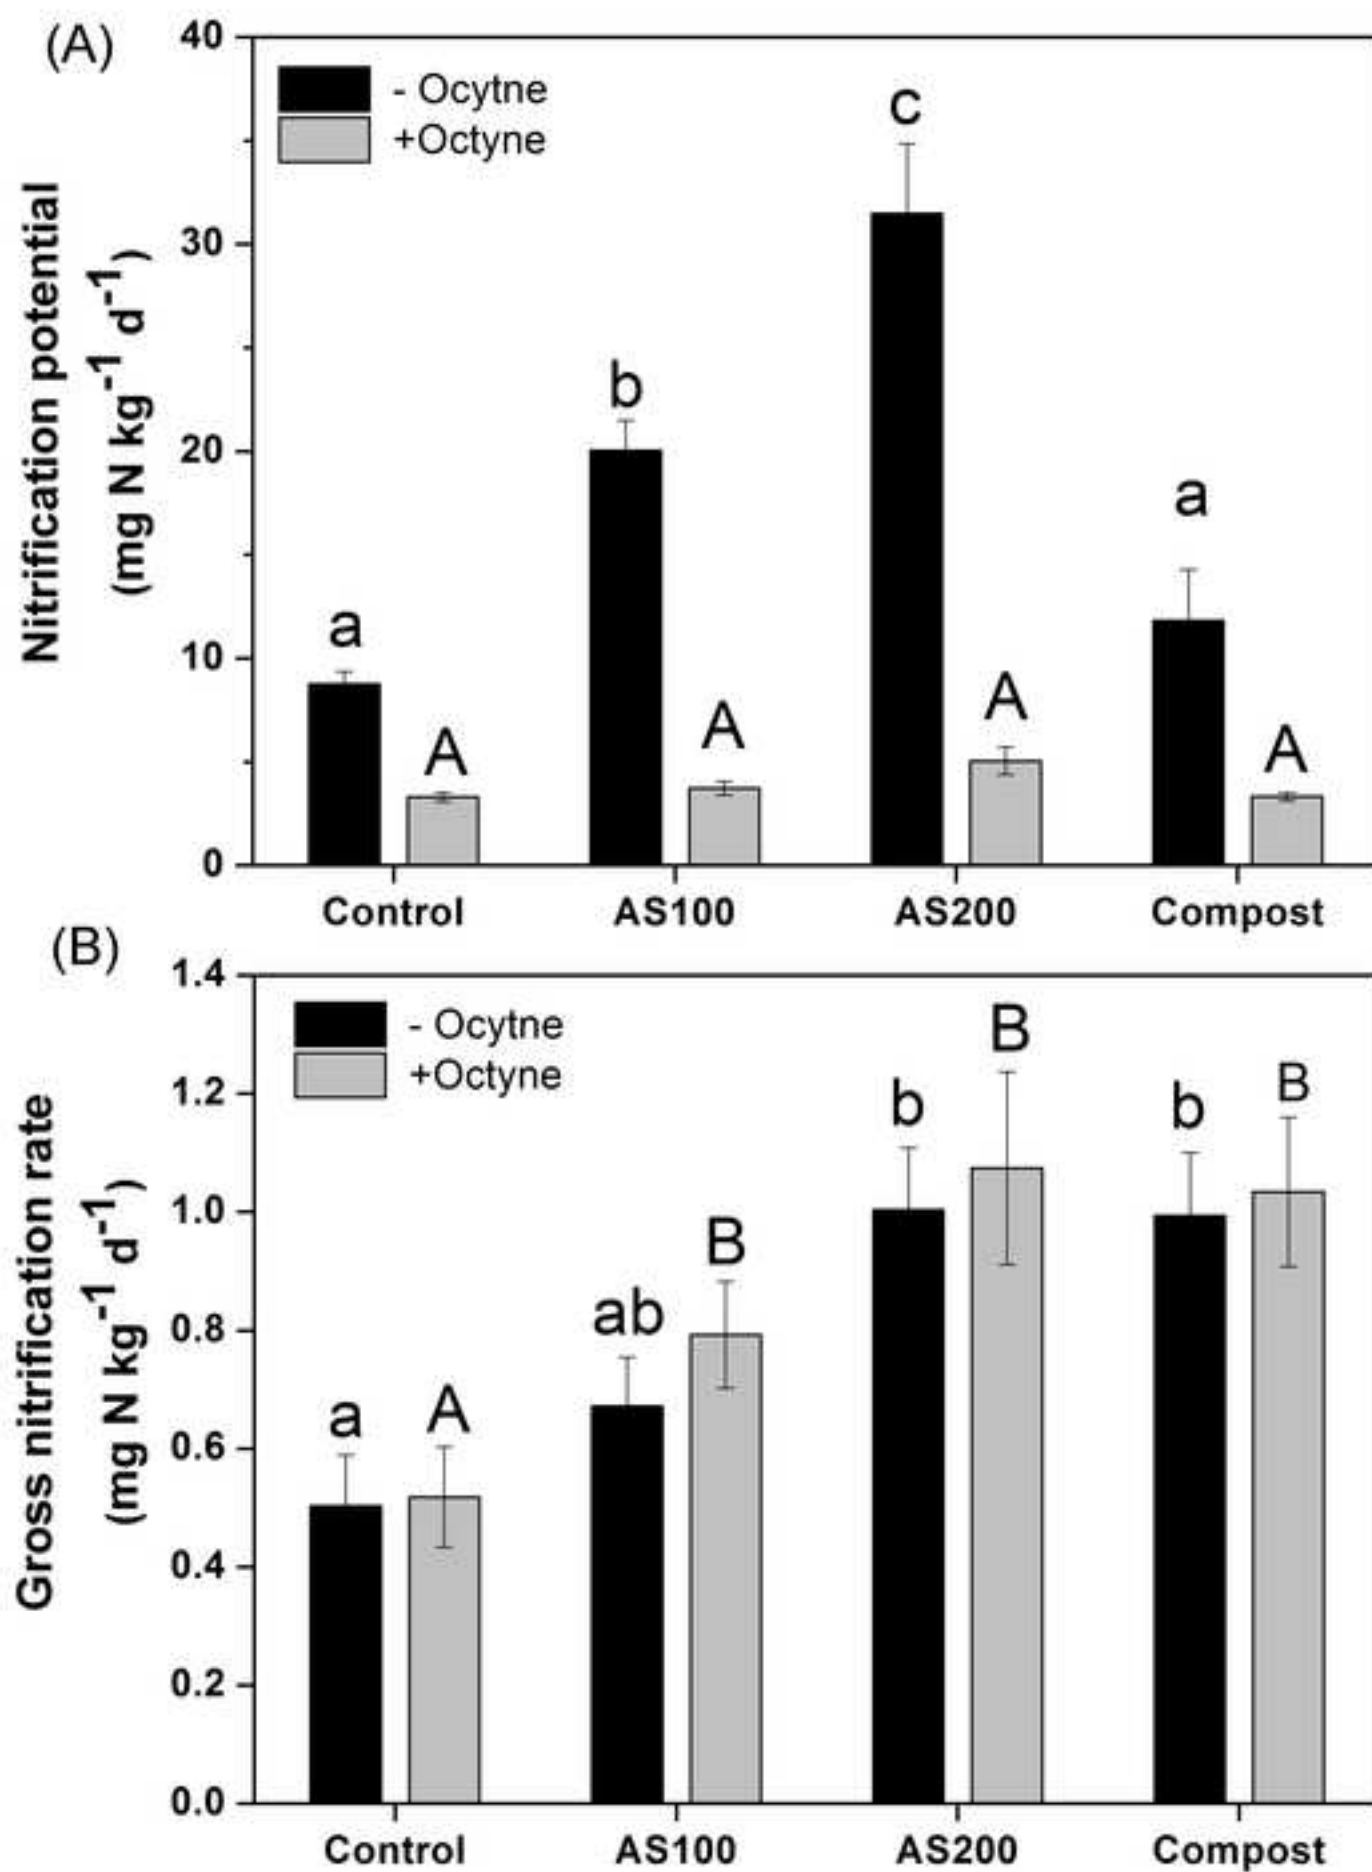 (A)
40
30
20
10
0
Nitrification potential
(mg N kg⁻¹ d⁻¹)
- Ocytne
+Octyne
a
A
b
A
c
A
a
A
Control AS100 AS200 Compost
(B)
1.4
1.2
1.0
0.8
0.6
0.4
0.2
0.0
Gross nitrification rate
(mg N kg⁻¹ d⁻¹)
- Ocytne
+Octyne
a
A
ab
B
b
B
b
B
Control AS100 AS200 Compost